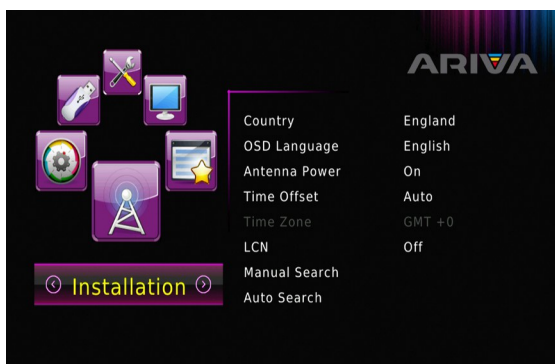 ARIVA
Country England
OSD Language English
Antenna Power On
Time Offset Auto
Time Zone GMT +0
LCN Off
Manual Search
Auto Search
Installation